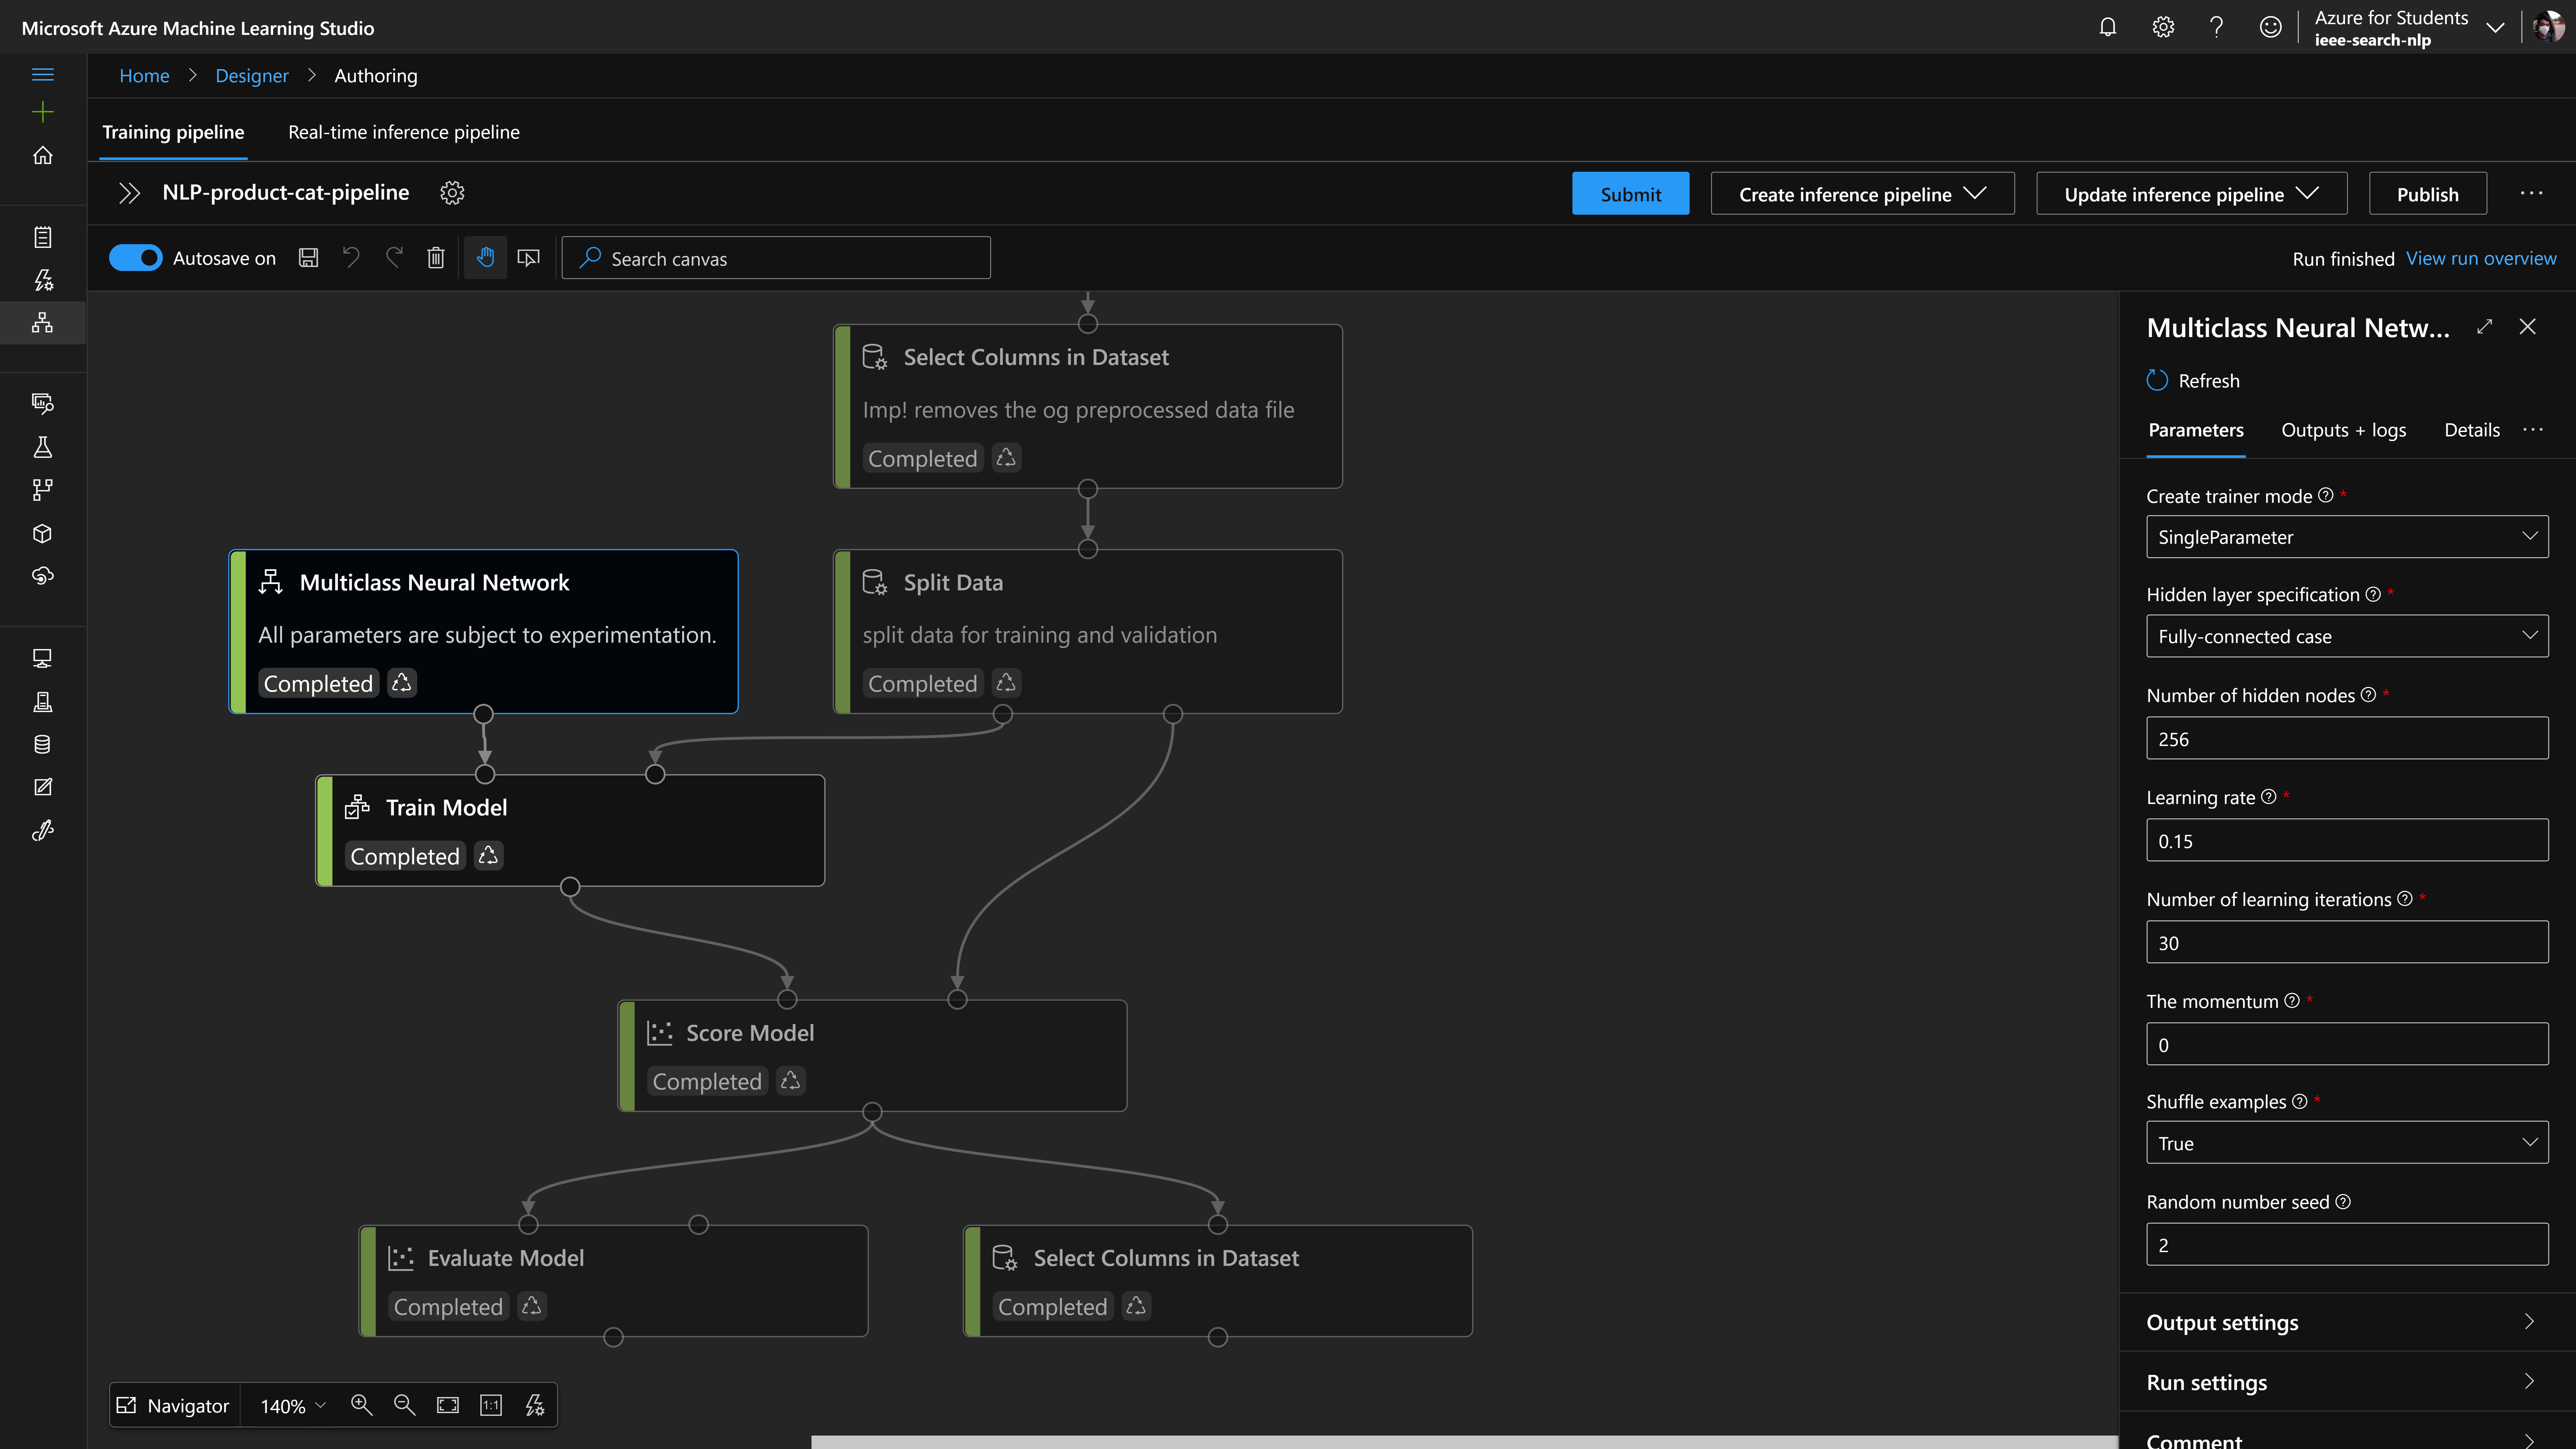 Microsoft Azure Machine Learning Studio
Azure for Students
ieee-search-nlp
Home > Designer > Authoring
Training pipeline
Real-time inference pipeline
NLP-product-cat-pipeline
Submit
Create inference pipeline
Update inference pipeline
Publish
Autosave on
Search canvas
Run finished View run overview
Select Columns in Dataset
Imp! removes the og preprocessed data file
Completed
Multiclass Neural Network
All parameters are subject to experimentation.
Completed
Split Data
split data for training and validation
Completed
Train Model
Completed
Score Model
Completed
Evaluate Model
Completed
Select Columns in Dataset
Completed
Navigator
140%
1:1
Multiclass Neural Netw...
Refresh
Parameters
Outputs + logs
Details
Create trainer mode *
SingleParameter
Hidden layer specification *
Fully-connected case
Number of hidden nodes *
256
Learning rate *
0.15
Number of learning iterations *
30
The momentum *
0
Shuffle examples *
True
Random number seed
2
Output settings
Run settings
Comment